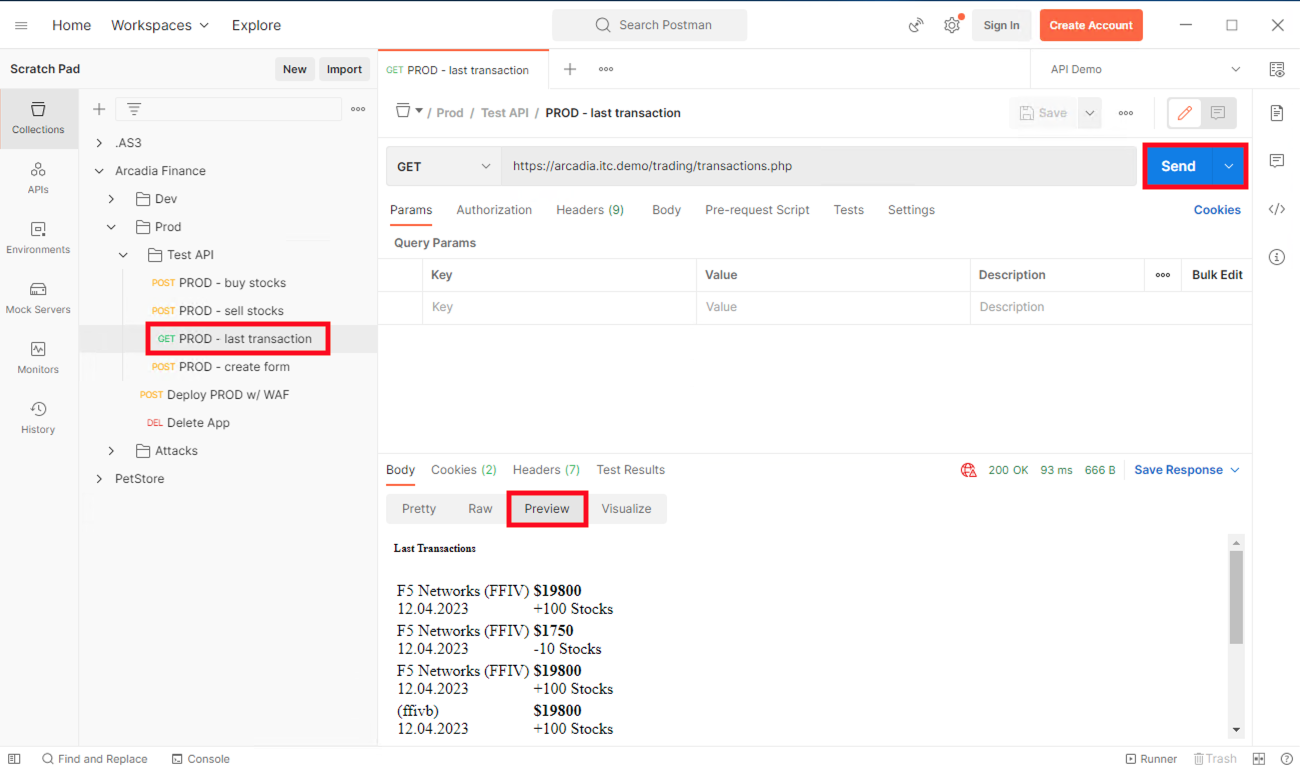 Home Workspaces Explore Search Postman Sign In Create Account
Scratch Pad New Import GET PROD - last transaction API Demo
Collections
APIs
Environments
Mock Servers
Monitors
History
.AS3
Arcadia Finance
Dev
Prod
Test API
POST PROD - buy stocks
POST PROD - sell stocks
GET PROD - last transaction
POST PROD - create form
POST Deploy PROD w/ WAF
DEL Delete App
Attacks
PetStore
/ Prod / Test API / PROD - last transaction Save
GET https://arcadia.itc.demo/trading/transactions.php Send
Params Authorization Headers (9) Body Pre-request Script Tests Settings Cookies
Query Params
Key Value Description Bulk Edit
Key Value Description
Body Cookies (2) Headers (7) Test Results 200 OK 93 ms 666 B Save Response
Pretty Raw Preview Visualize
Last Transactions
F5 Networks (FFIV) $19800
12.04.2023 +100 Stocks
F5 Networks (FFIV) $1750
12.04.2023 -10 Stocks
F5 Networks (FFIV) $19800
12.04.2023 +100 Stocks
(ffivb) $19800
12.04.2023 +100 Stocks
Find and Replace Console Runner Trash